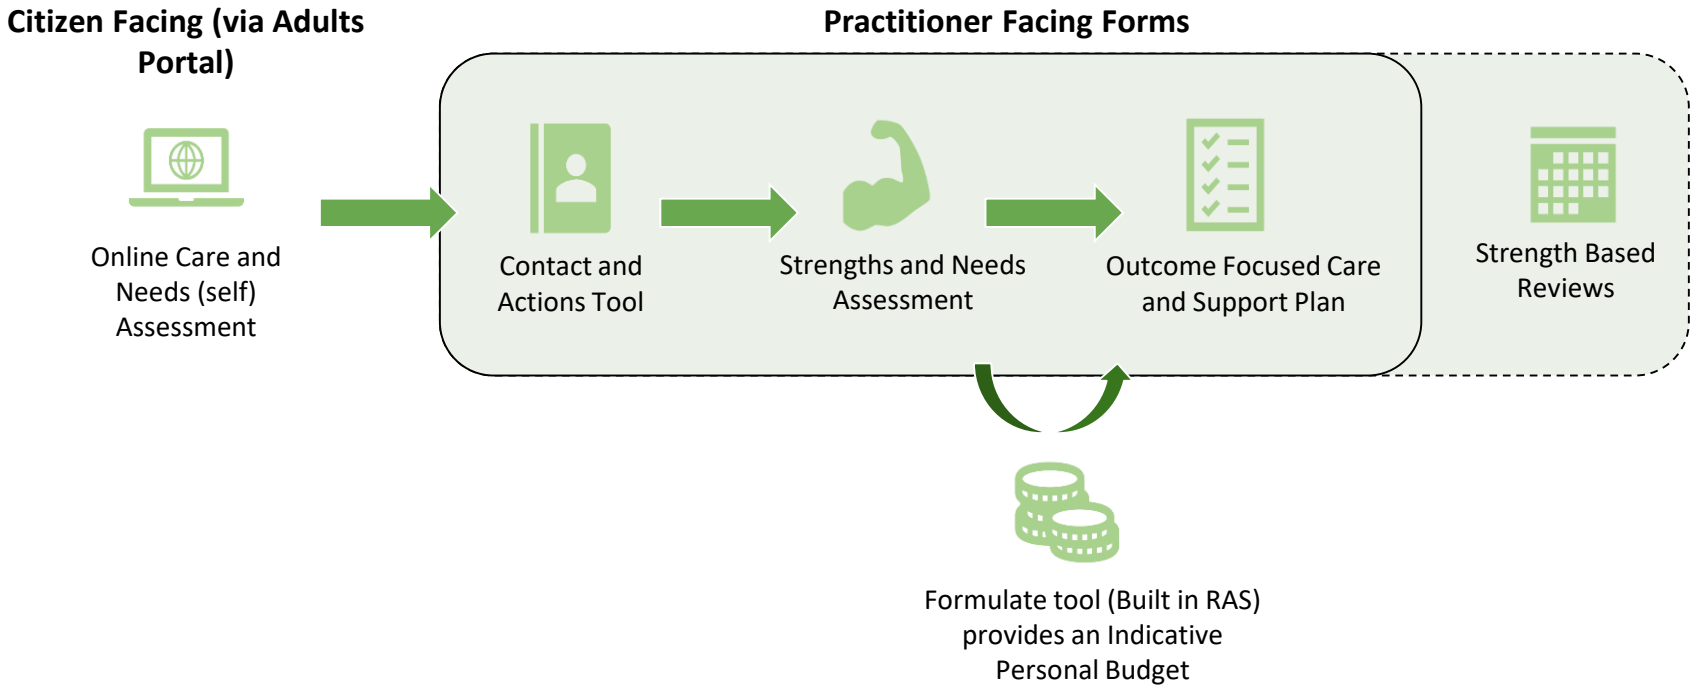 Citizen Facing (via Adults
Portal)
Practitioner Facing Forms
Online Care and
Needs (self)
Assessment
Contact and
Actions Tool
Strengths and Needs
Assessment
Outcome Focused Care
and Support Plan
Strength Based
Reviews
Formulate tool (Built in RAS)
provides an Indicative
Personal Budget